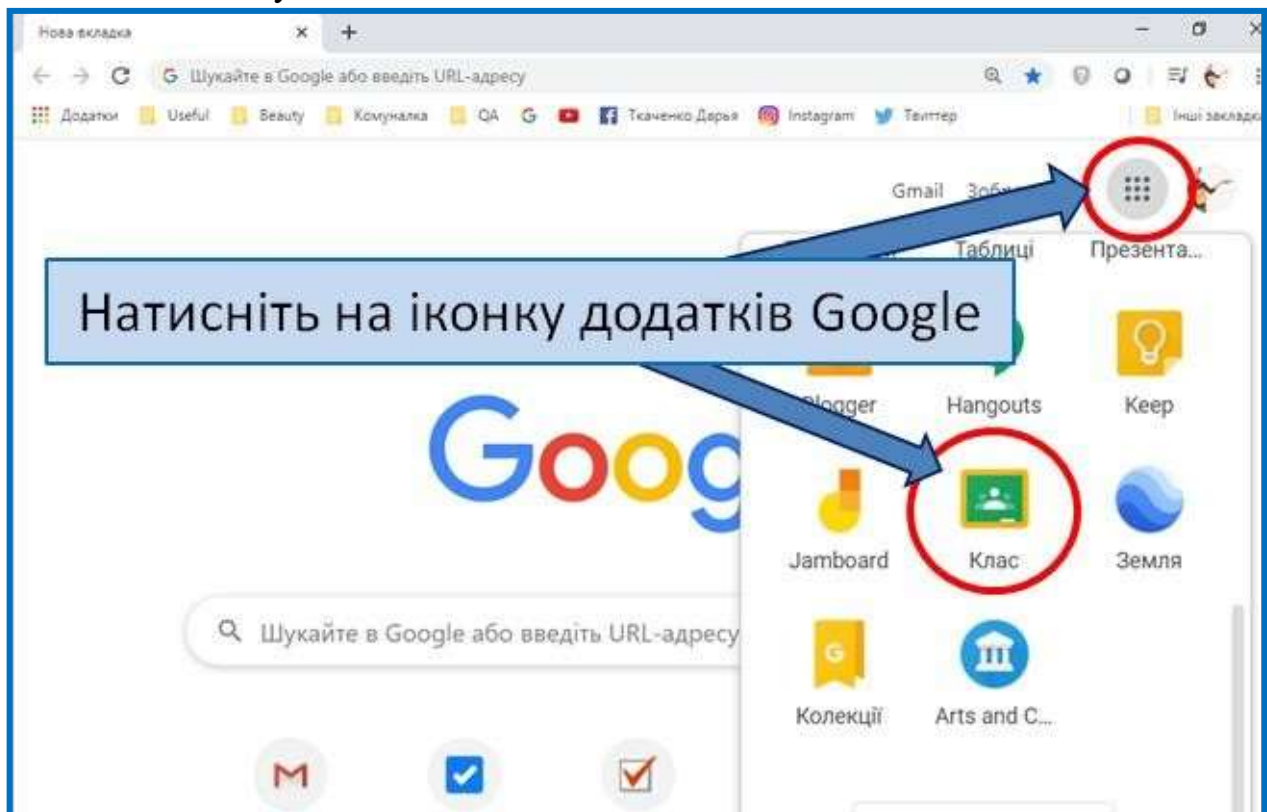 Нова вкладка
Шукайте в Google або введіть URL-адресу
Додатки Useful Beauty Комуналка QA Ткаченко Дарья Instagram Твиттер Інші закладки
Gmail
Таблиці Презента...
Натисніть на іконку додатків Google
Blogger Hangouts Keep
Goog
Jamboard Клас Земля
Шукайте в Google або введіть URL-адресу
Колекції Arts and C...